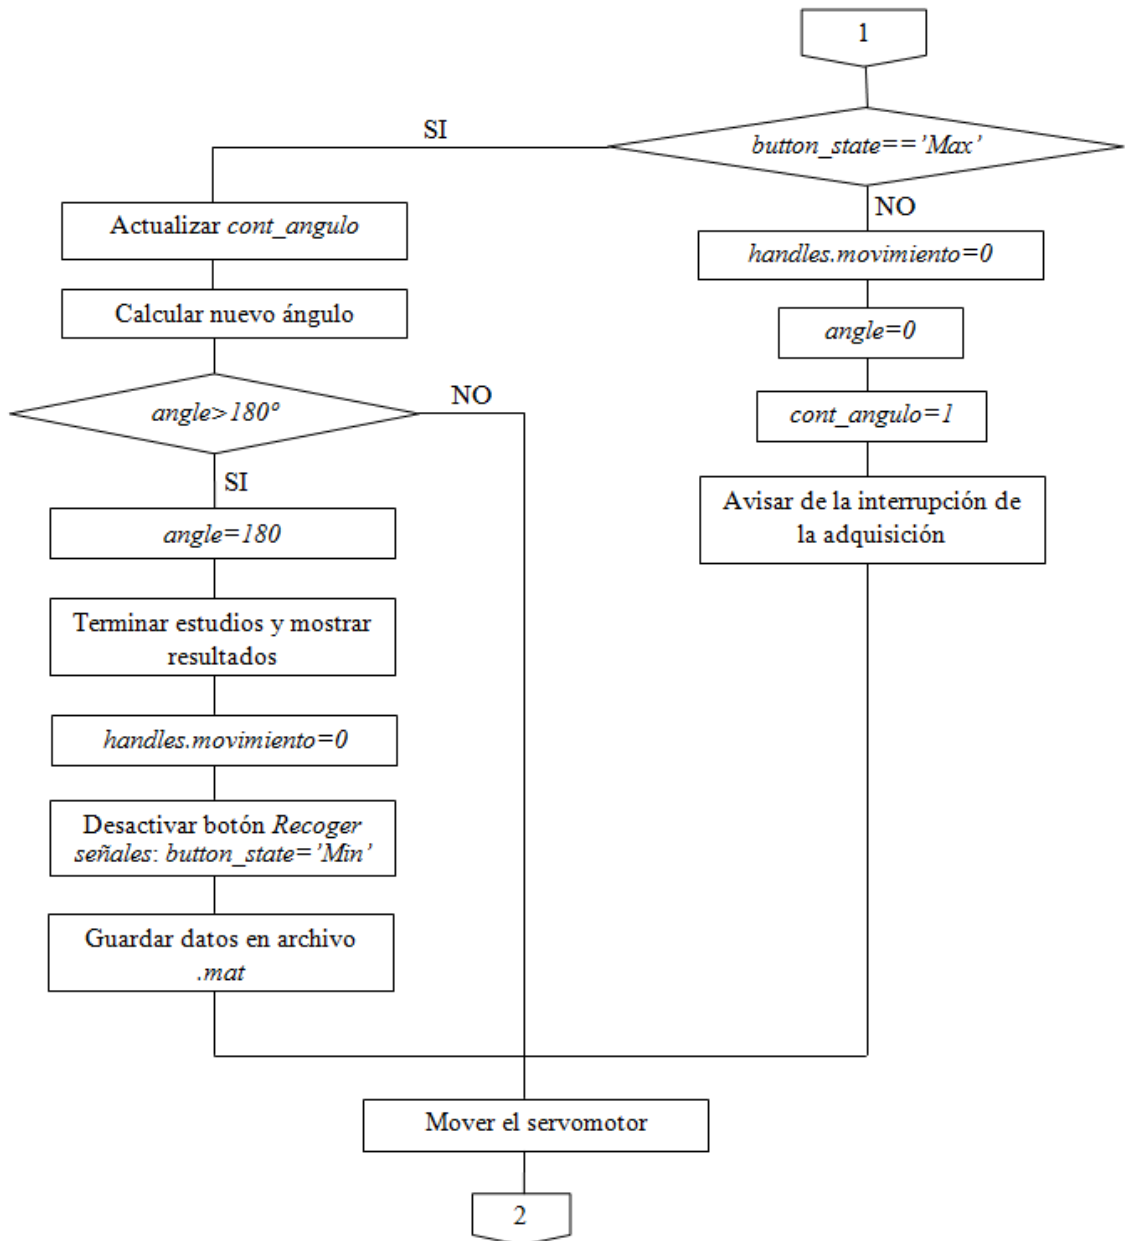 1
button_state=='Max'
SI
NO
Actualizar cont_angulo
Calcular nuevo ángulo
angle>180º
NO
SI
angle=180
Terminar estudios y mostrar
resultados
handles.movimiento=0
Desactivar botón Recoger
señales: button_state='Min'
Guardar datos en archivo
.mat
handles.movimiento=0
angle=0
cont_angulo=1
Avisar de la interrupción de
la adquisición
Mover el servomotor
2